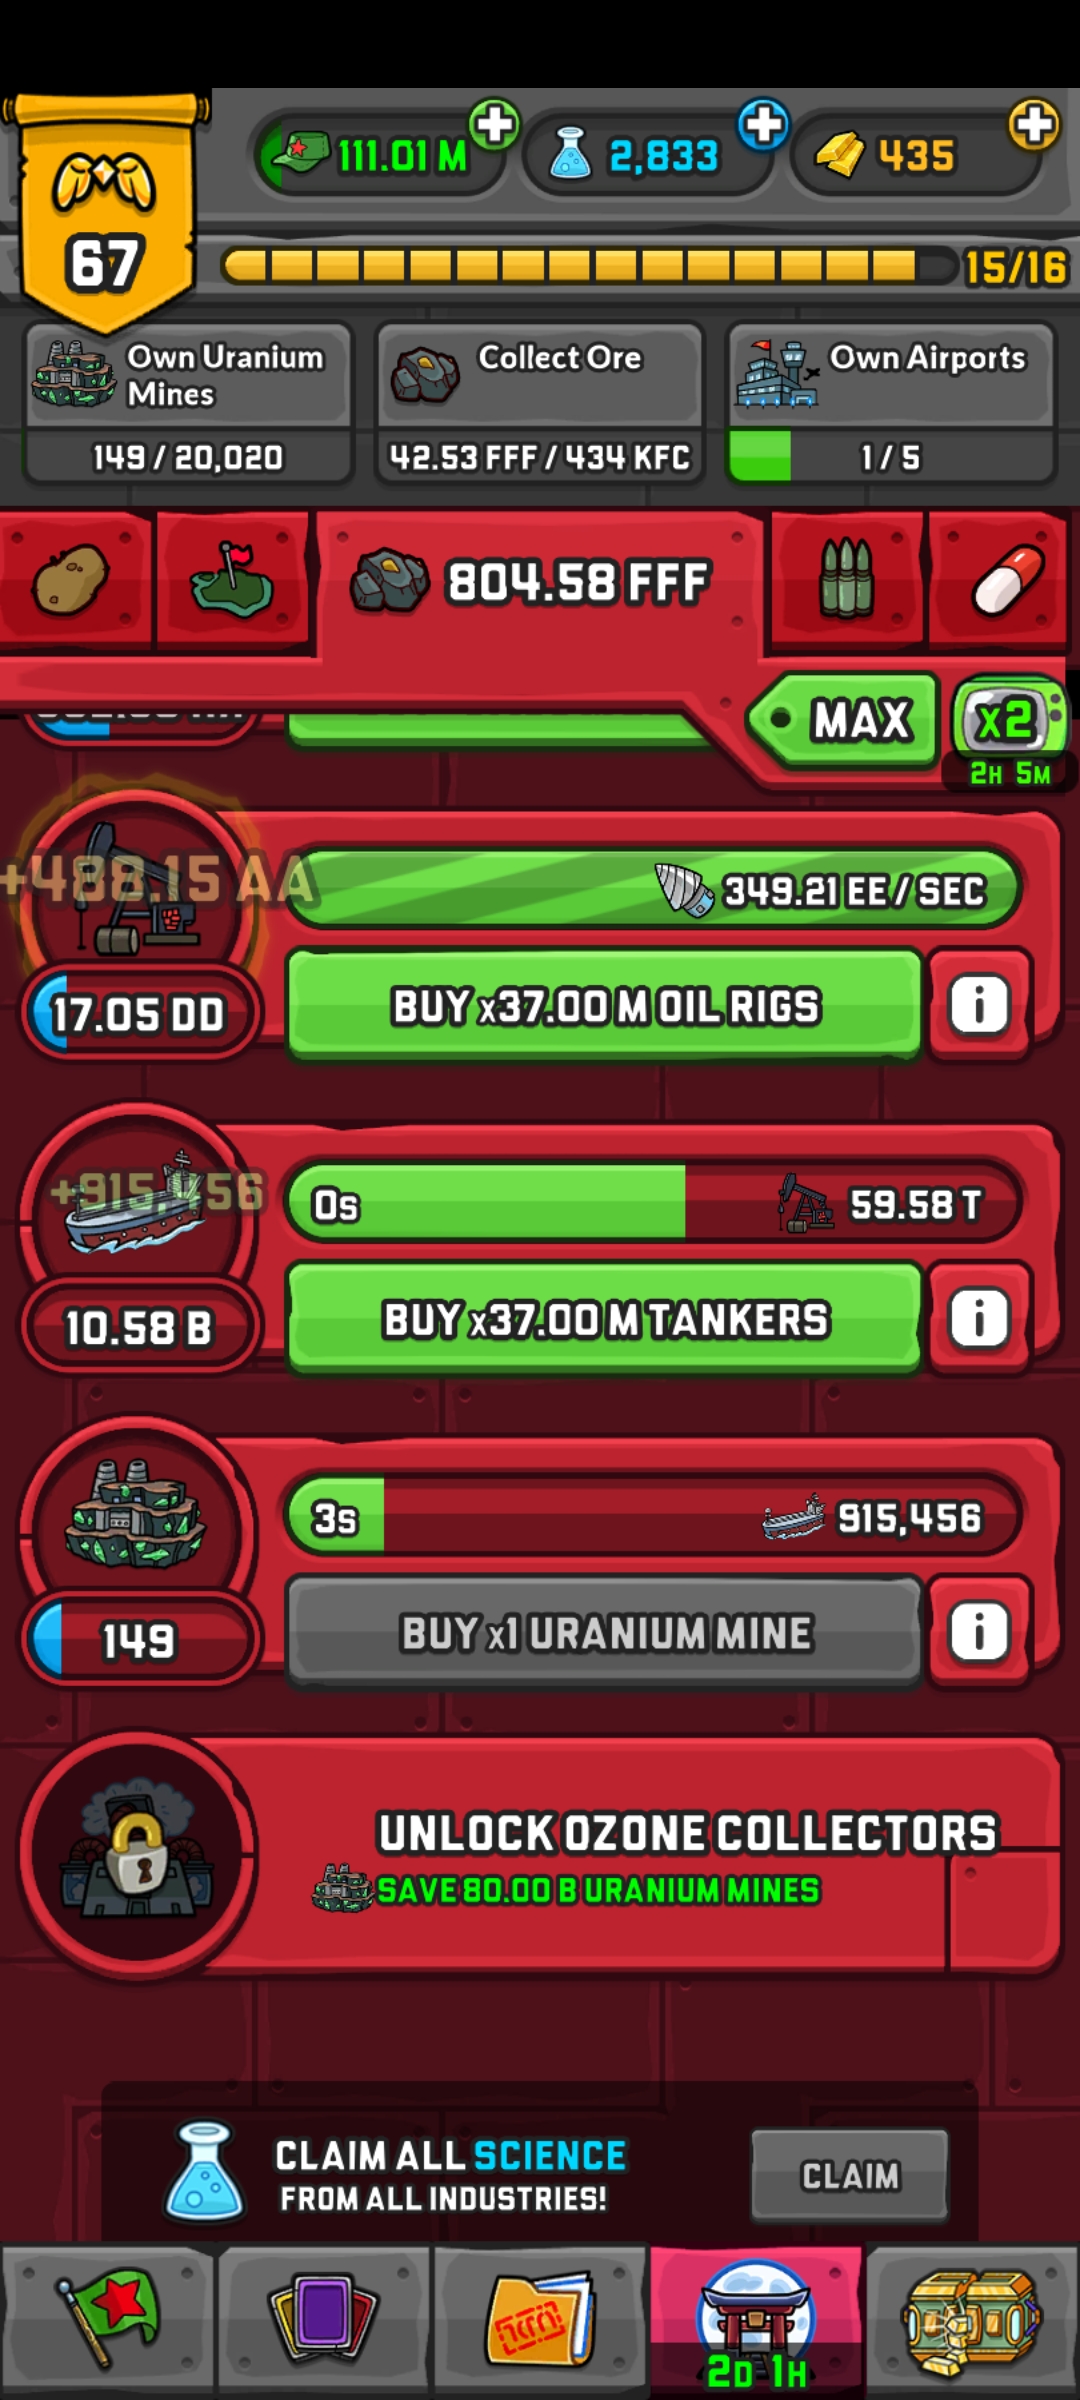 111.01 M
2,833
435
67
15/16
Own Uranium
Mines
149 / 20,020
Collect Ore
42.53 FFF / 434 KFC
Own Airports
1 / 5
804.58 FFF
MAX
x2
2H 5M
+488.15 AA
349.21 EE / SEC
17.05 DD
BUY x37.00 M OIL RIGS
i
+915,456
0s
59.58 T
10.58 B
BUY x37.00 M TANKERS
i
3s
915,456
149
BUY x1 URANIUM MINE
i
UNLOCK OZONE COLLECTORS
SAVE 80.00 B URANIUM MINES
CLAIM ALL SCIENCE
FROM ALL INDUSTRIES!
CLAIM
2D 1H